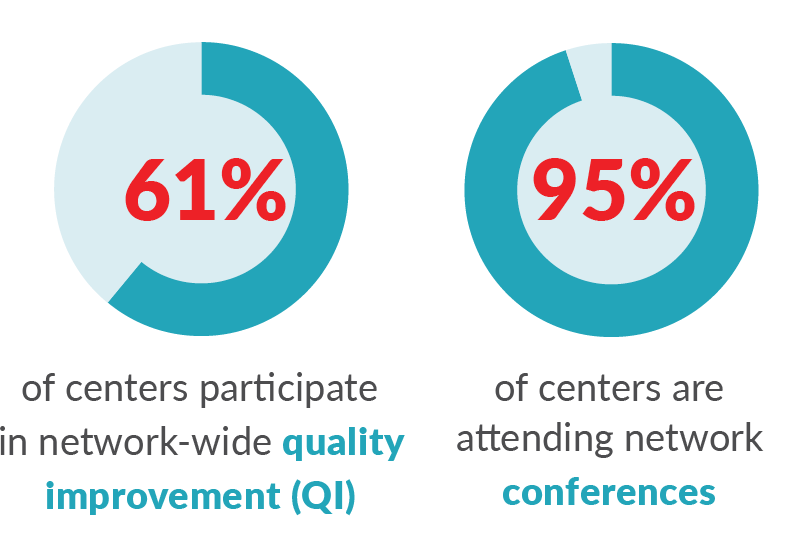 61%
of centers participate
in network-wide quality
improvement (QI)
95%
of centers are
attending network
conferences